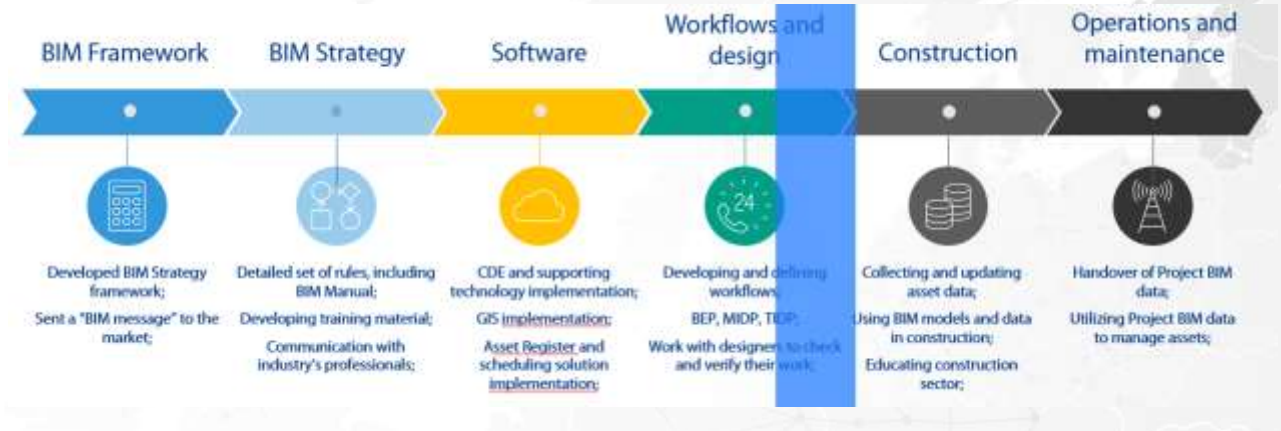 BIM Framework
BIM Strategy
Software
Workflows and
design
Construction
Operations and
maintenance
24
Developed BIM Strategy
framework;
Sent a "BIM message" to the
market;
Detailed set of rules, including
BIM Manual;
Developing training material;
Communication with
industry's professionals;
CDE and supporting
technology implementation;
GIS implementation;
Asset Register and
scheduling solution
implementation;
Developing and defining
workflows;
BEP, MIDP, TIDP;
Work with designers to check
and verify their work;
Collecting and updating
asset data;
Using BIM models and data
in construction;
Educating construction
sector;
Handover of Project BIM
data;
Utilizing Project BIM data
to manage assets;